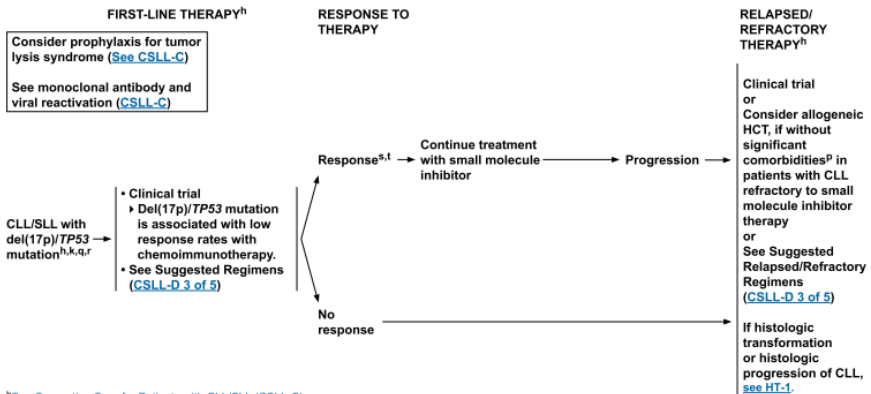 FIRST-LINE THERAPYh
RESPONSE TO
THERAPY
RELAPSED/
REFRACTORY
THERAPYh
Consider prophylaxis for tumor
lysis syndrome (See CSLL-C)
See monoclonal antibody and
viral reactivation (CSLL-C)
CLL/SLL with
del(17p)/TP53
mutationh,k,q,r
• Clinical trial
Del(17p)/TP53 mutation
is associated with low
response rates with
chemoimmunotherapy.
• See Suggested Regimens
(CSLL-D 3 of 5)
Responses,t
Continue treatment
with small molecule
inhibitor
Progression
No
response
Clinical trial
or
Consider allogeneic
HCT, if without
significant
comorbiditiesp in
patients with CLL
refractory to small
molecule inhibitor
therapy
or
See Suggested
Relapsed/Refractory
Regimens
(CSLL-D 3 of 5)
If histologic
transformation
or histologic
progression of CLL,
see HT-1.